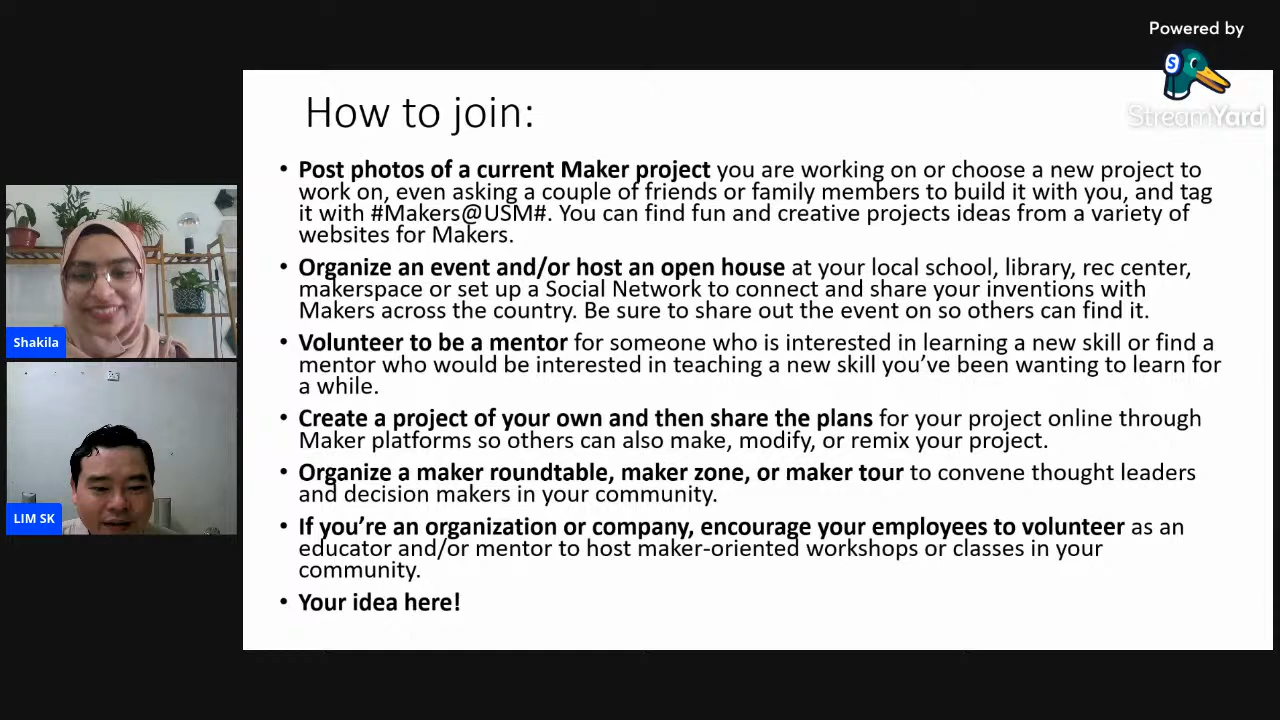 Powered by
StreamYard
How to join:
• Post photos of a current Maker project you are working on or choose a new project to
work on, even asking a couple of friends or family members to build it with you, and tag
it with #Makers@USM#. You can find fun and creative projects ideas from a variety of
websites for Makers.
• Organize an event and/or host an open house at your local school, library, rec center,
makerspace or set up a Social Network to connect and share your inventions with
Makers across the country. Be sure to share out the event on so others can find it.
• Volunteer to be a mentor for someone who is interested in learning a new skill or find a
mentor who would be interested in teaching a new skill you’ve been wanting to learn for
a while.
• Create a project of your own and then share the plans for your project online through
Maker platforms so others can also make, modify, or remix your project.
• Organize a maker roundtable, maker zone, or maker tour to convene thought leaders
and decision makers in your community.
• If you’re an organization or company, encourage your employees to volunteer as an
educator and/or mentor to host maker-oriented workshops or classes in your
community.
• Your idea here!
Shakila
LIM SK